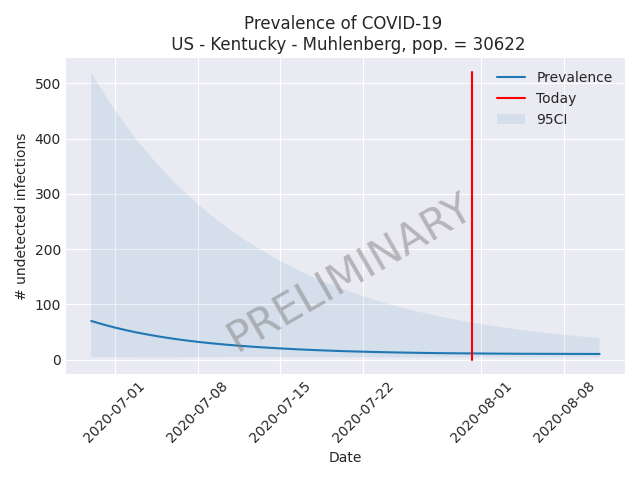 Prevalence of COVID-19
US - Kentucky - Muhlenberg, pop. = 30622
Prevalence
Today
95CI
# undetected infections
500
400
300
200
100
0
PRELIMINARY
2020-07-01
2020-07-08
2020-07-15
2020-07-22
2020-08-01
2020-08-08
Date